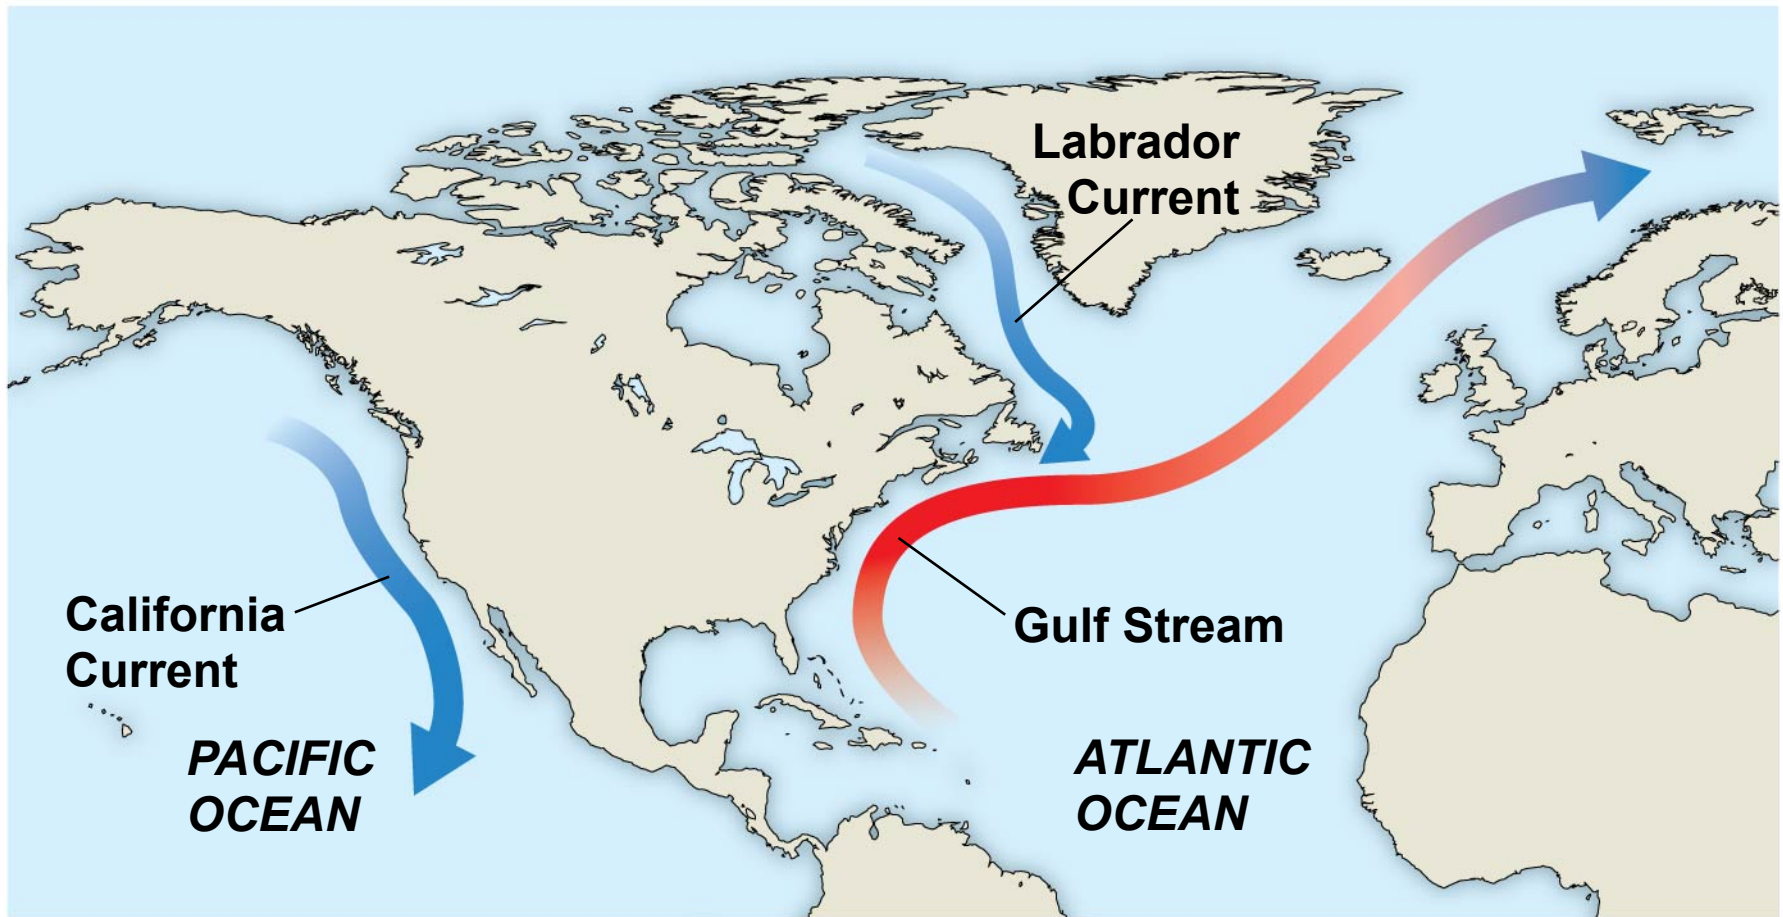 Labrador
Current
California
Current
Gulf Stream
PACIFIC
OCEAN
ATLANTIC
OCEAN